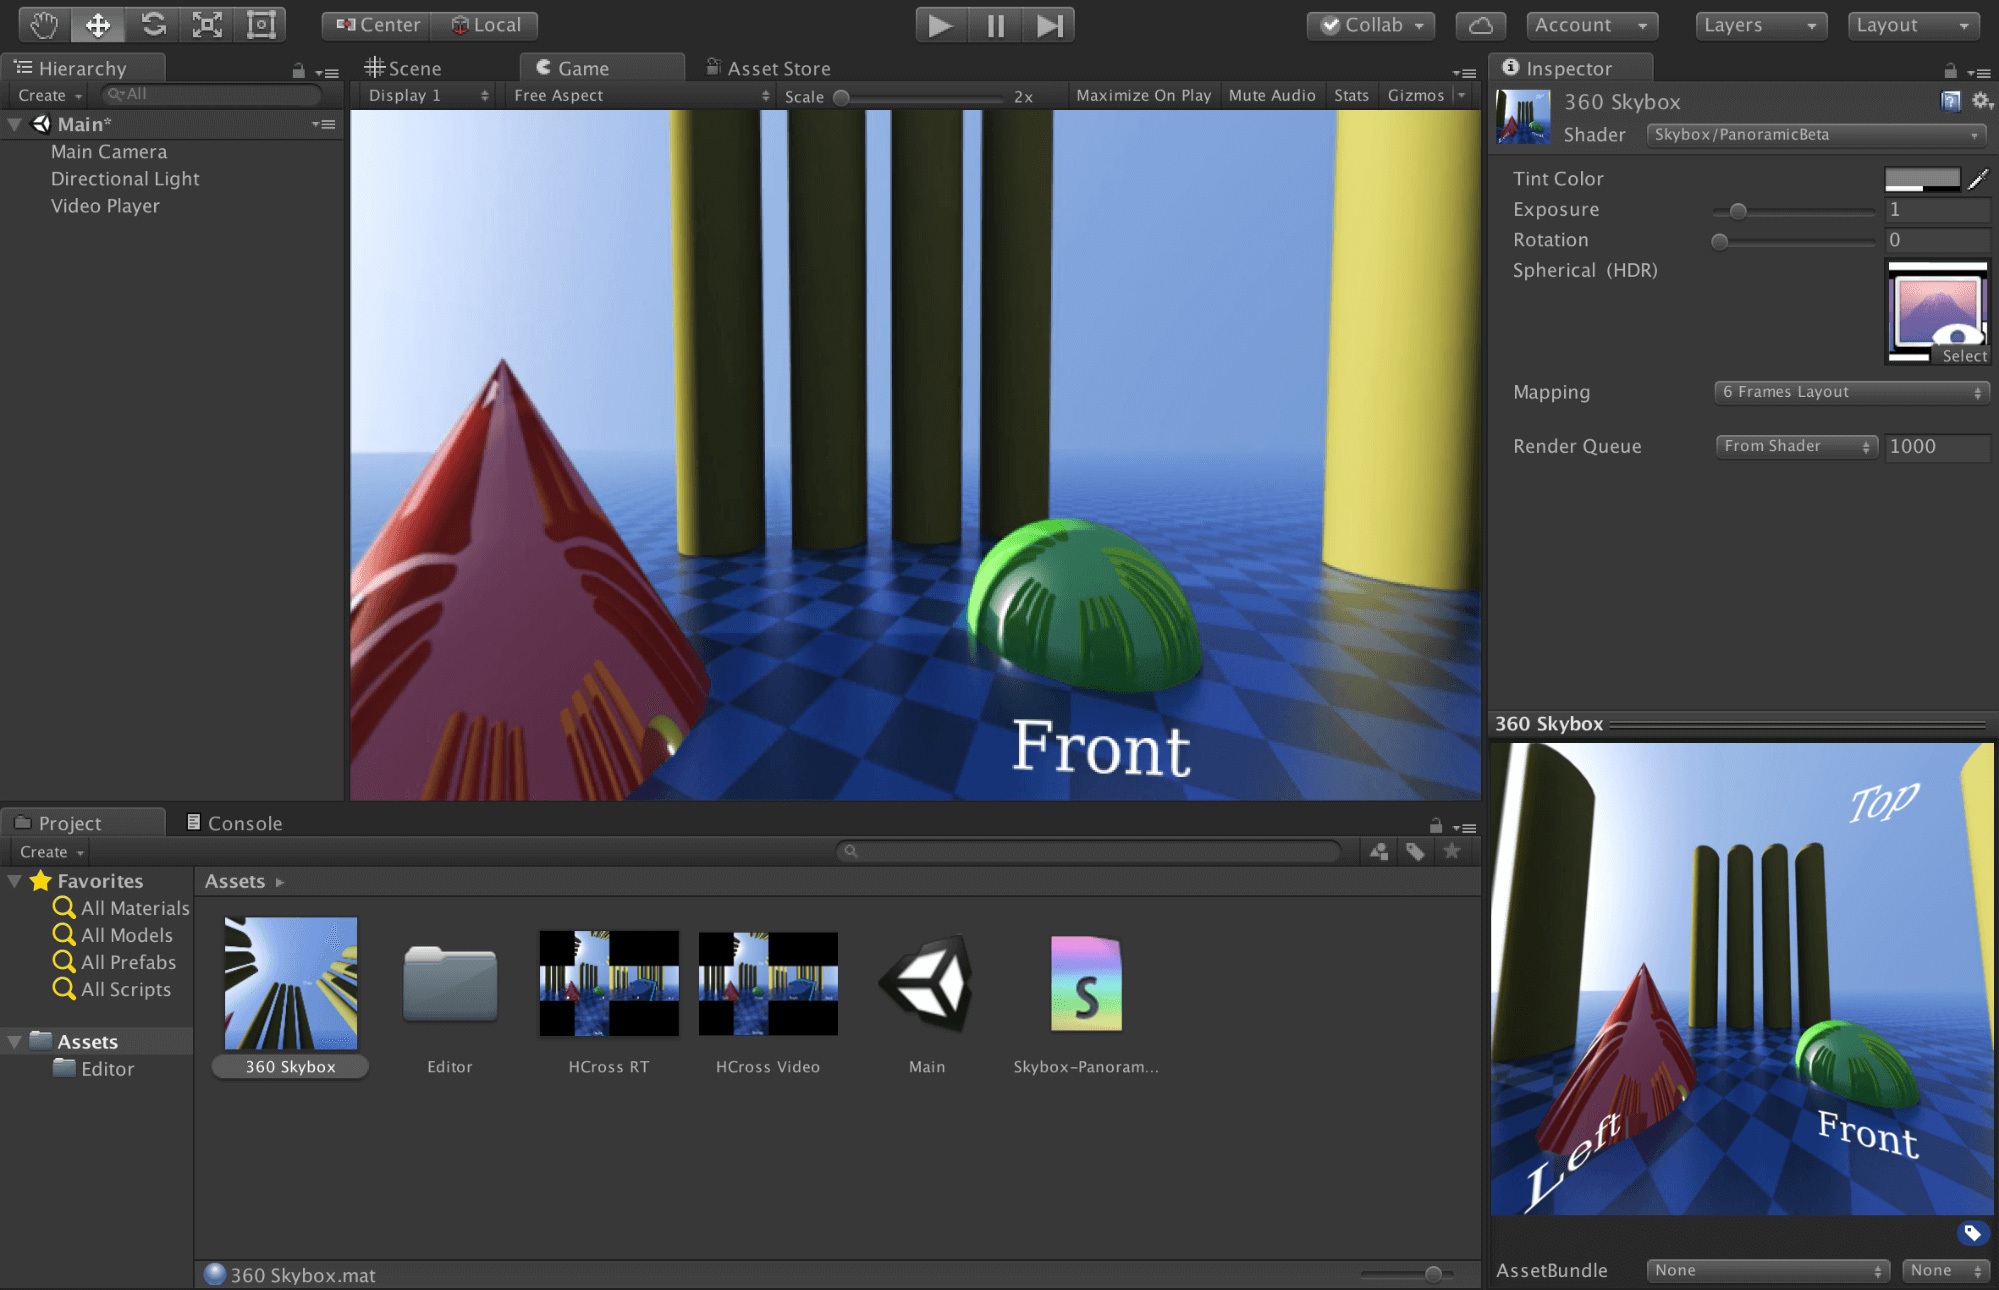 Center Local Collab Account Layers Layout
Hierarchy
Create All
Main*
Main Camera
Directional Light
Video Player
Scene Game Asset Store
Display 1 Free Aspect Scale 2x Maximize On Play Mute Audio Stats Gizmos
Front
Inspector
360 Skybox
Shader Skybox/PanoramicBeta
Tint Color
Exposure 1
Rotation 0
Spherical (HDR)
Select
Mapping 6 Frames Layout
Render Queue From Shader 1000
360 Skybox
Top
Left
Front
AssetBundle None None
Project Console
Create
Favorites
All Materials
All Models
All Prefabs
All Scripts
Assets
Editor
Assets
360 Skybox Editor HCross RT HCross Video Main Skybox-Panoram...
S
360 Skybox.mat